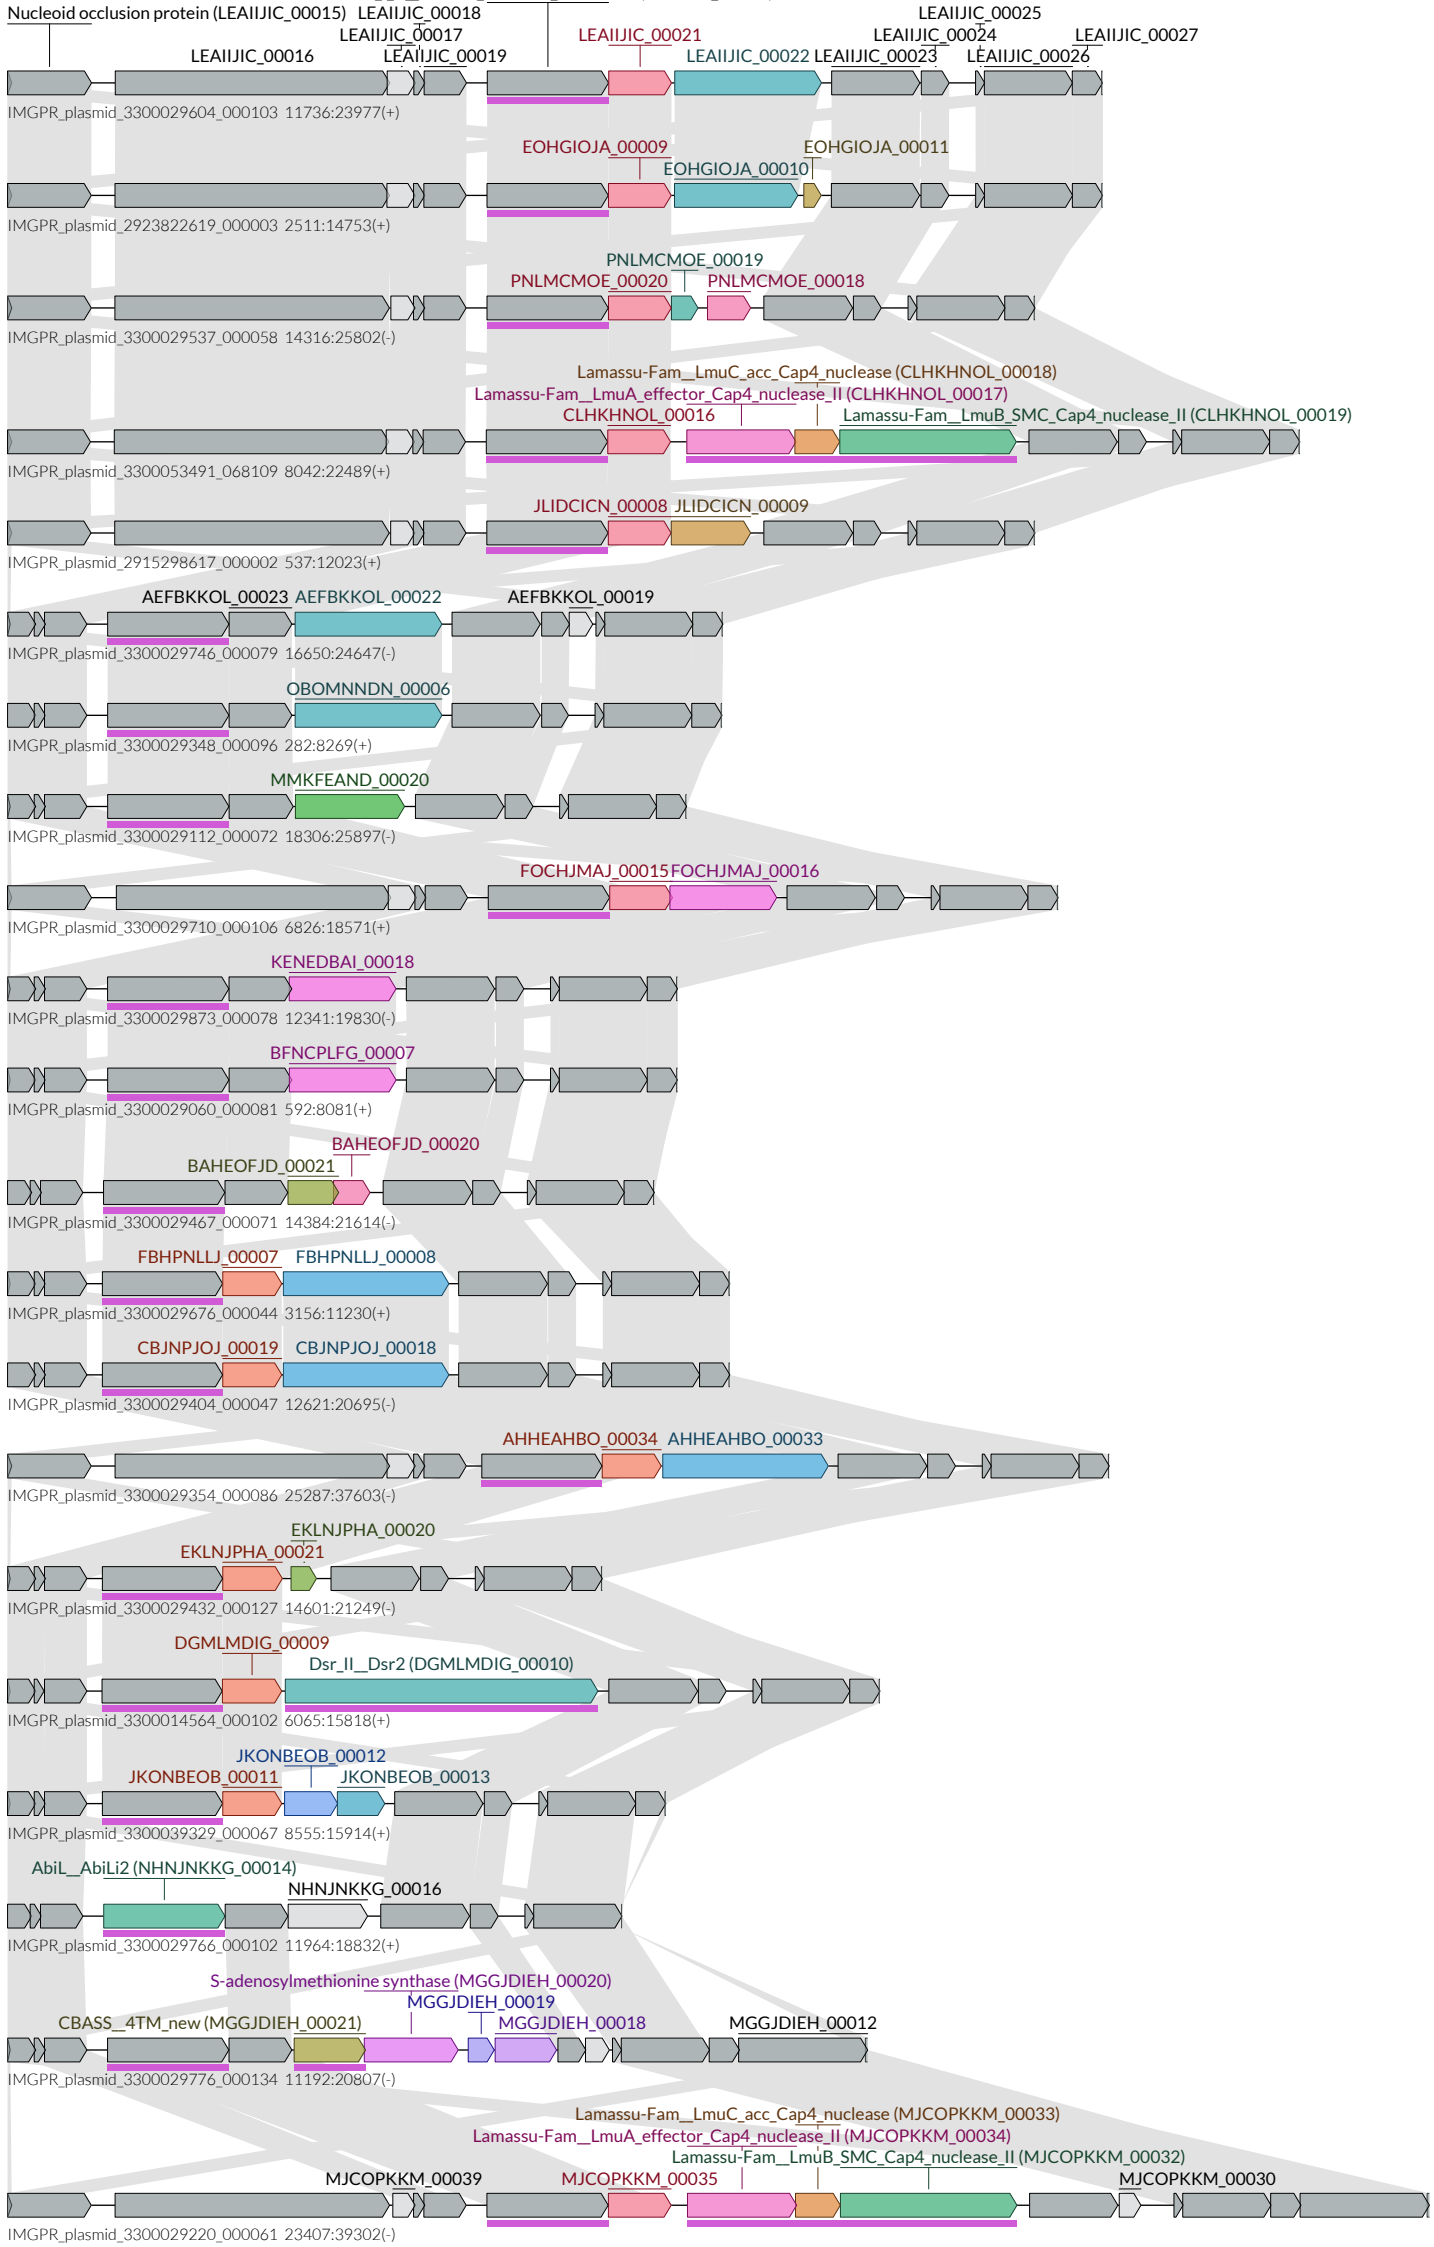 Nucleoid occlusion protein (LEAIIJIC_00015) LEAIIJIC_00018 LEAIIJIC_00025
LEAIIJIC_00017 LEAIIJIC_00021 LEAIIJIC_00024 LEAIIJIC_00027
LEAIIJIC_00016 LEAIIJIC_00019 LEAIIJIC_00022 LEAIIJIC_00023 LEAIIJIC_00026
IMGPR_plasmid_3300029604_000103 11736:23977(+)
EOHGIOJA_00009 EOHGIOJA_00011
EOHGIOJA_00010
IMGPR_plasmid_2923822619_000003 2511:14753(+)
PNLMCMOE_00019
PNLMCMOE_00020 PNLMCMOE_00018
IMGPR_plasmid_3300029537_000058 14316:25802(-)
Lamassu-Fam__LmuC_acc_Cap4_nuclease (CLHKHNOL_00018)
Lamassu-Fam__LmuA_effector_Cap4_nuclease_II (CLHKHNOL_00017)
CLHKHNOL_00016 Lamassu-Fam__LmuB_SMC_Cap4_nuclease_II (CLHKHNOL_00019)
IMGPR_plasmid_3300053491_068109 8042:22489(+)
JLIDCICN_00008 JLIDCICN_00009
IMGPR_plasmid_2915298617_000002 537:12023(+)
AEFBKKOL_00023 AEFBKKOL_00022 AEFBKKOL_00019
IMGPR_plasmid_3300029746_000079 16650:24647(-)
OBOMNNDN_00006
IMGPR_plasmid_3300029348_000096 282:8269(+)
MMKFEAND_00020
IMGPR_plasmid_3300029112_000072 18306:25897(-)
FOCHJMAJ_00015 FOCHJMAJ_00016
IMGPR_plasmid_3300029710_000106 6826:18571(+)
KENEDBAI_00018
IMGPR_plasmid_3300029873_000078 12341:19830(-)
BFNCPLFG_00007
IMGPR_plasmid_3300029060_000081 592:8081(+)
BAHEOFJD_00020
BAHEOFJD_00021
IMGPR_plasmid_3300029467_000071 14384:21614(-)
FBHPNLLJ_00007 FBHPNLLJ_00008
IMGPR_plasmid_3300029676_000044 3156:11230(+)
CBJNPJOJ_00019 CBJNPJOJ_00018
IMGPR_plasmid_3300029404_000047 12621:20695(-)
AHHEAHBO_00034 AHHEAHBO_00033
IMGPR_plasmid_3300029354_000086 25287:37603(-)
EKLNJPHA_00020
EKLNJPHA_00021
IMGPR_plasmid_3300029432_000127 14601:21249(-)
DGMLMDIG_00009
Dsr_II__Dsr2 (DGMLMDIG_00010)
IMGPR_plasmid_3300014564_000102 6065:15818(+)
JKONBEOB_00012
JKONBEOB_00011 JKONBEOB_00013
IMGPR_plasmid_3300039329_000067 8555:15914(+)
AbiL__AbiLi2 (NHNJNKKG_00014)
NHNJNKKG_00016
IMGPR_plasmid_3300029766_000102 11964:18832(+)
S-adenosylmethionine synthase (MGGJDIEH_00020)
MGGJDIEH_00019
CBASS__4TM_new (MGGJDIEH_00021) MGGJDIEH_00018 MGGJDIEH_00012
IMGPR_plasmid_3300029776_000134 11192:20807(-)
Lamassu-Fam__LmuC_acc_Cap4_nuclease (MJCOPKKM_00033)
Lamassu-Fam__LmuA_effector_Cap4_nuclease_II (MJCOPKKM_00034)
Lamassu-Fam__LmuB_SMC_Cap4_nuclease_II (MJCOPKKM_00032)
MJCOPKKM_00039 MJCOPKKM_00035 MJCOPKKM_00030
IMGPR_plasmid_3300029220_000061 23407:39302(-)